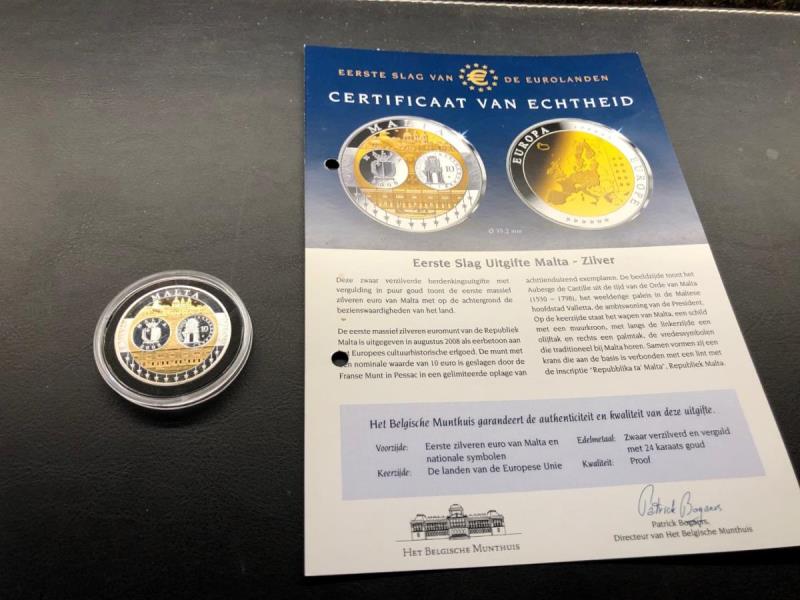 MALTA
10
EERSTE SLAG VAN € DE EUROLANDEN
CERTIFICAAT VAN ECHTHEID
MALTA
10
EUROPA
EUROPE
Eerste Slag Uitgifte Malta - Zilver
Deze zwaar verzilverde herdenkingsuitgifte met
vergulding in puur goud toont de eerste massief
zilveren euro van Malta met op de achtergrond de
bezienswaardigheden van het land.
De eerste massief zilveren euromunt van de Republiek
Malta is uitgegeven in augustus 2008 als eerbetoon aan
Europees cultuurhistorische erfgoed. De munt met
nominale waarde van 10 euro is geslagen door de
Franse Munt in Pessac in een gelimiteerde oplage van
achttienduizend exemplaren. De beeldzijde toont het
Auberge de Castille uit de tijd van de Orde van Malta
(1530 – 1798), het weelderige paleis in de Maltese
hoofdstad Valletta, de ambtswoning van de President.
Op de keerzijde staat het wapen van Malta, een schild
met een muurkroon, met langs de linkerzijde een
olijftak en rechts een palmtak, de vredessymbolen
die traditioneel bij Malta horen. Samen vormen zij een
krans die aan de basis is verbonden met een lint met
de inscriptie "Repubblika ta' Malta", Republiek Malta.
Het Belgische Munthuis garandeert de authenticiteit en kwaliteit van deze uitgifte.
Voorzijde: Eerste zilveren euro van Malta en
nationale symbolen
Keerzijde: De landen van de Europese Unie
Edelmetaal: Zwaar verzilverd en verguld
met 24 karaats goud
Kwaliteit: Proof
HET BELGISCHE MUNTHUIS
Patrick
Directeur van Het Belgische Munthuis